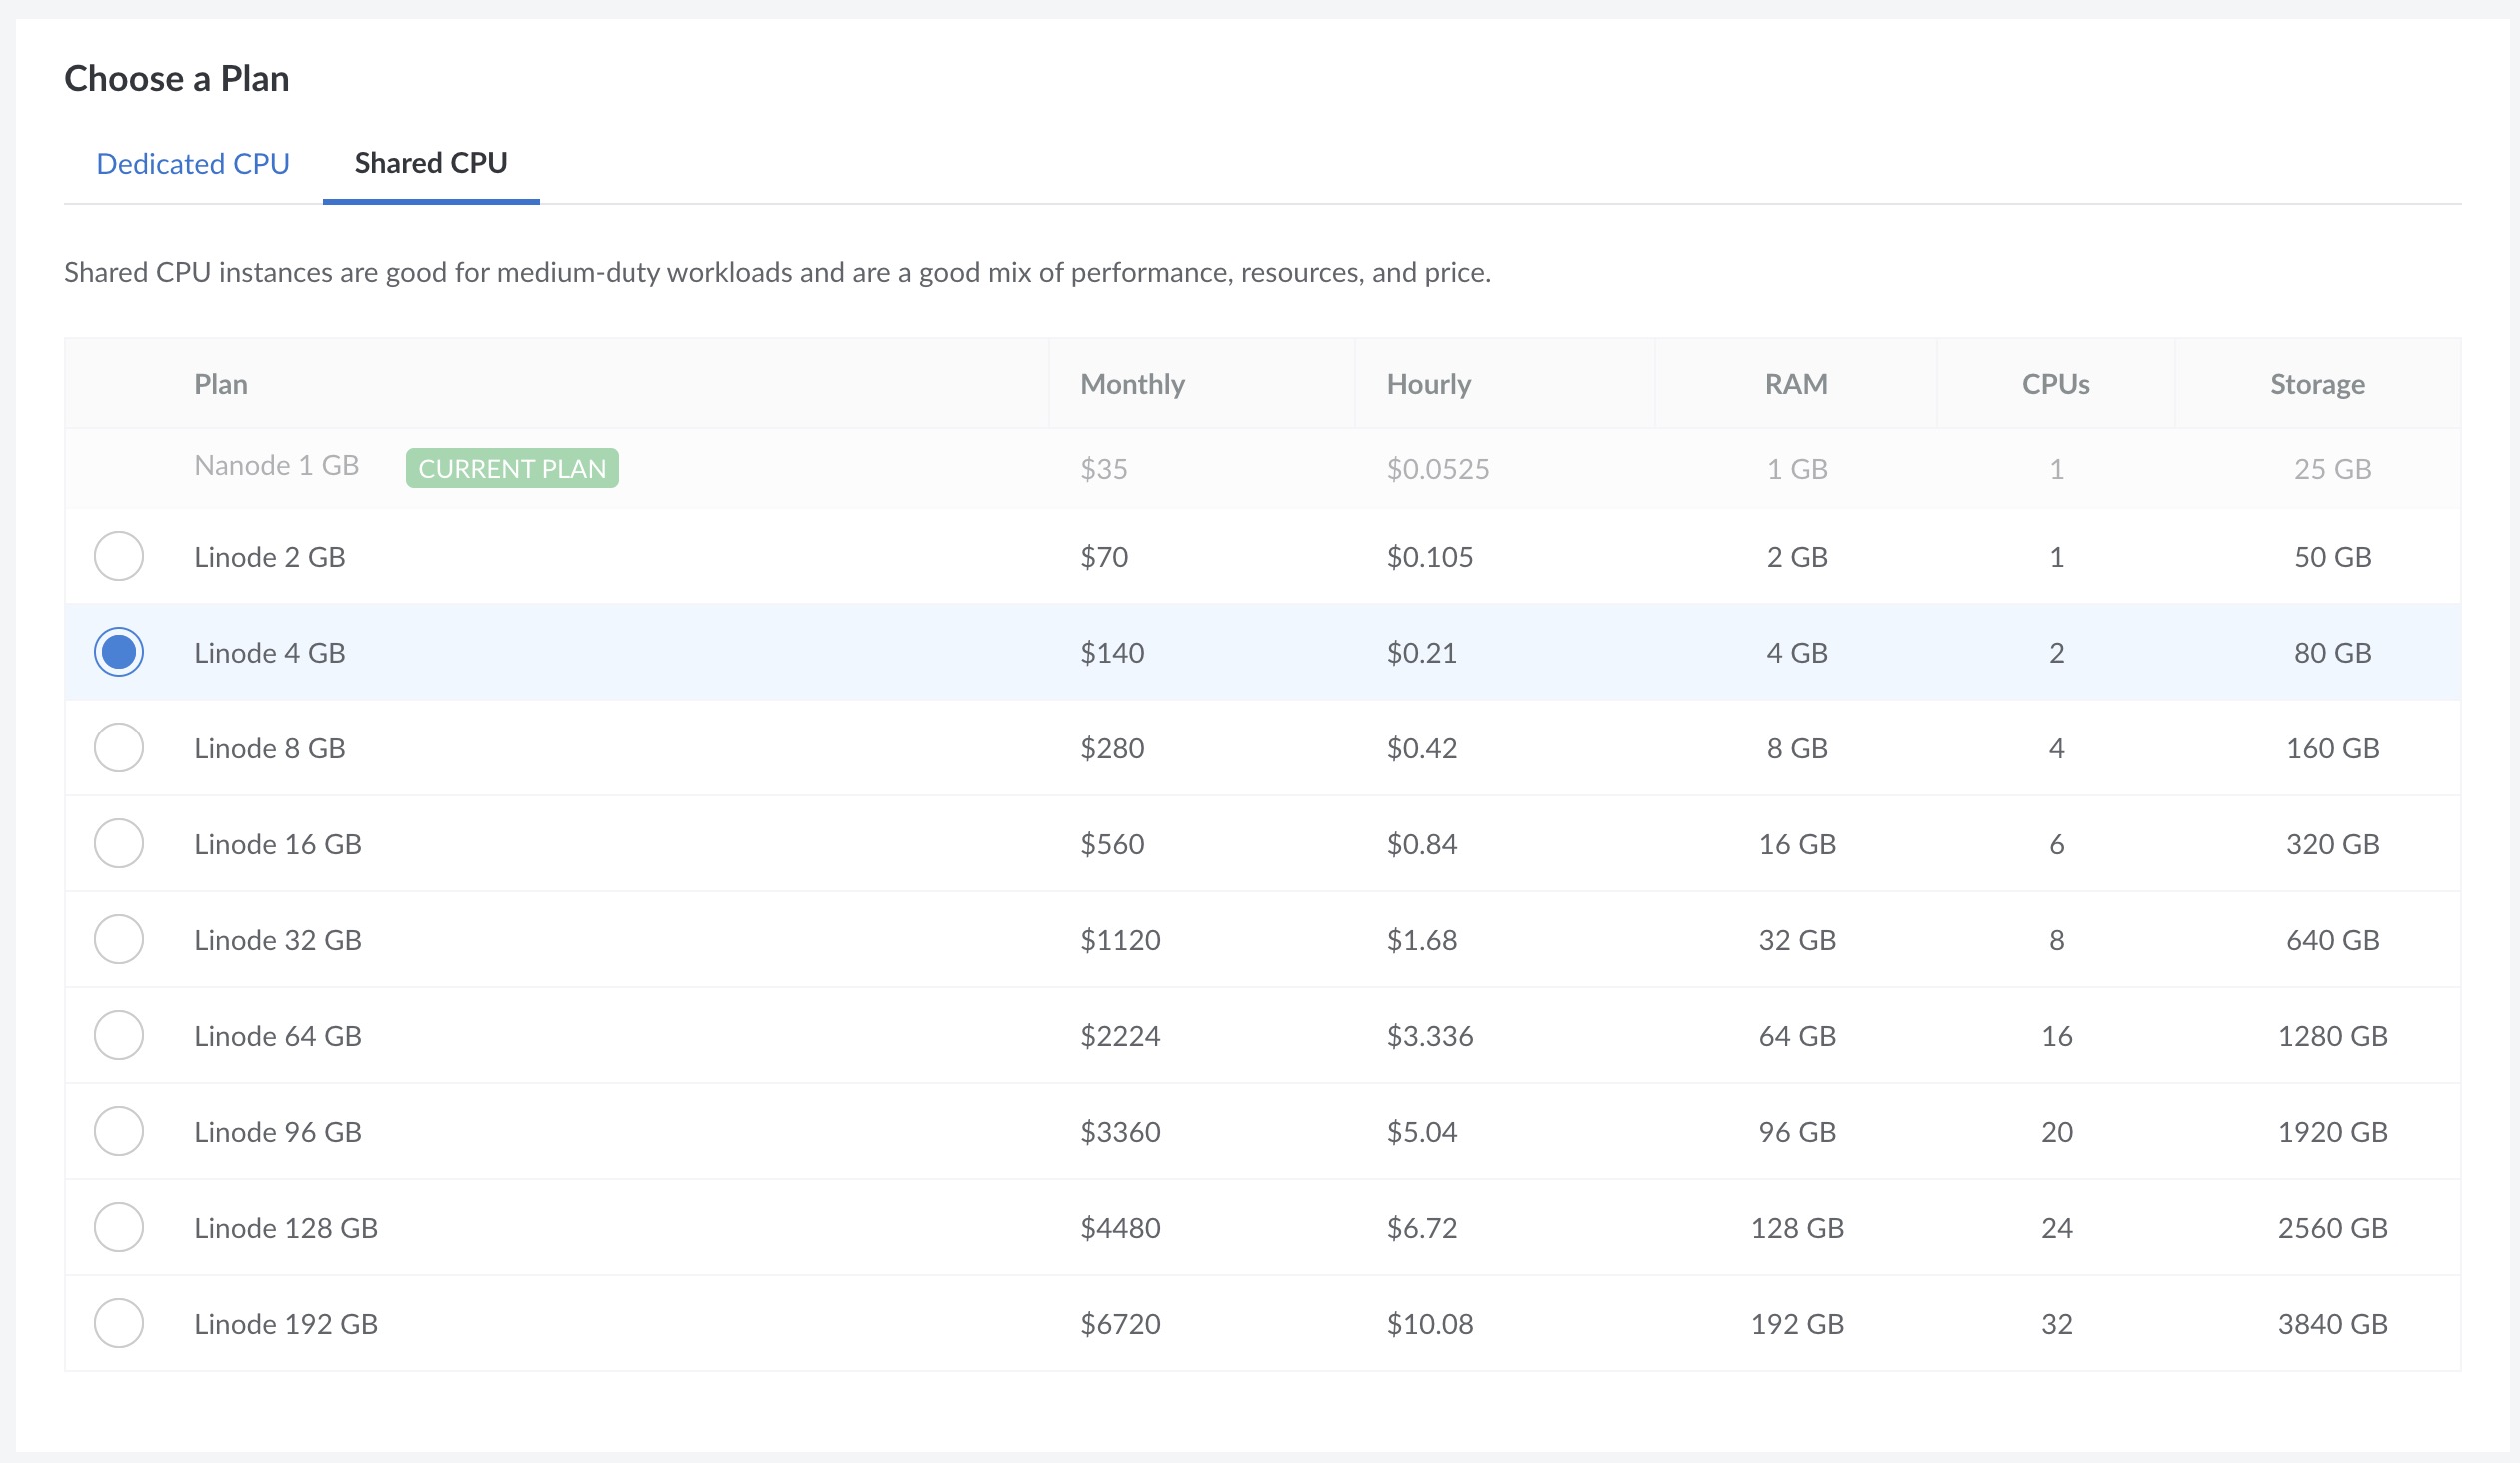 Choose a Plan
Dedicated CPU Shared CPU
Shared CPU instances are good for medium-duty workloads and are a good mix of performance, resources, and price.
Plan Monthly Hourly RAM CPUs Storage
Nanode 1 GB CURRENT PLAN $35 $0.0525 1 GB 1 25 GB
Linode 2 GB $70 $0.105 2 GB 1 50 GB
Linode 4 GB $140 $0.21 4 GB 2 80 GB
Linode 8 GB $280 $0.42 8 GB 4 160 GB
Linode 16 GB $560 $0.84 16 GB 6 320 GB
Linode 32 GB $1120 $1.68 32 GB 8 640 GB
Linode 64 GB $2224 $3.336 64 GB 16 1280 GB
Linode 96 GB $3360 $5.04 96 GB 20 1920 GB
Linode 128 GB $4480 $6.72 128 GB 24 2560 GB
Linode 192 GB $6720 $10.08 192 GB 32 3840 GB